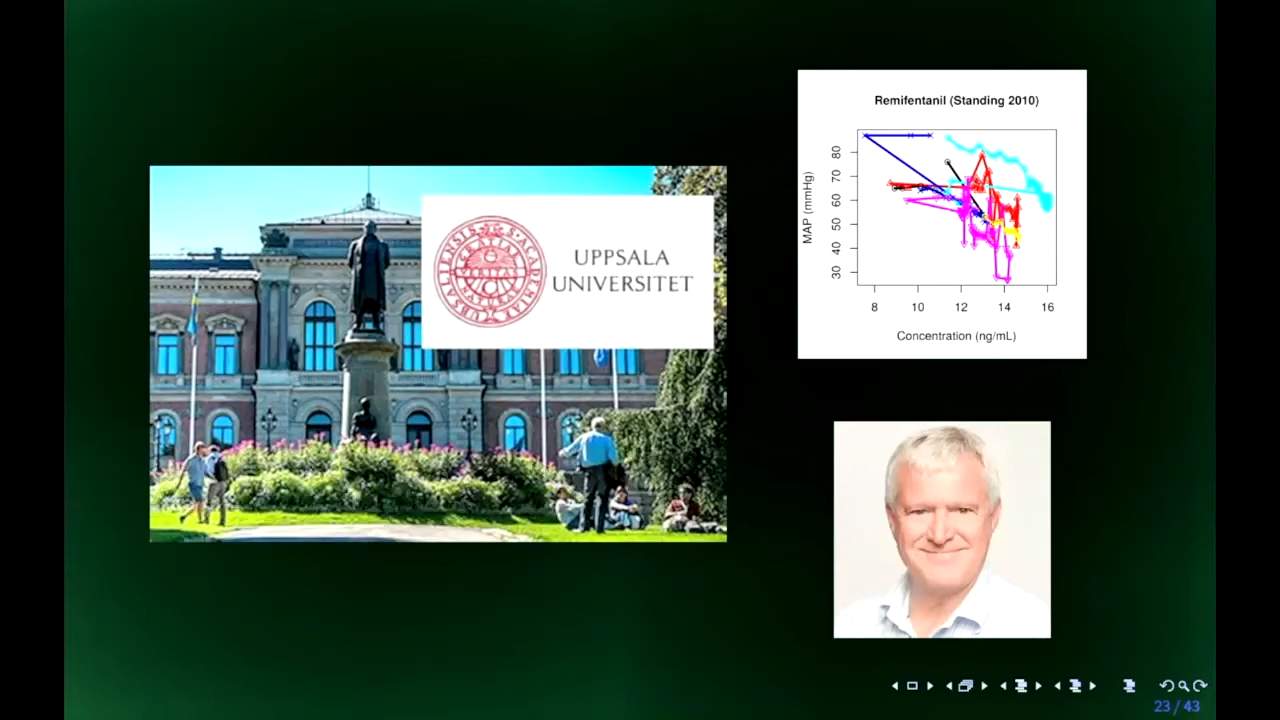 UPPSALA
UNIVERSITET
Remifentanil (Standing 2010)
MAP (mmHg)
80
70
60
50
40
30
8 10 12 14 16
Concentration (ng/mL)
23 / 43